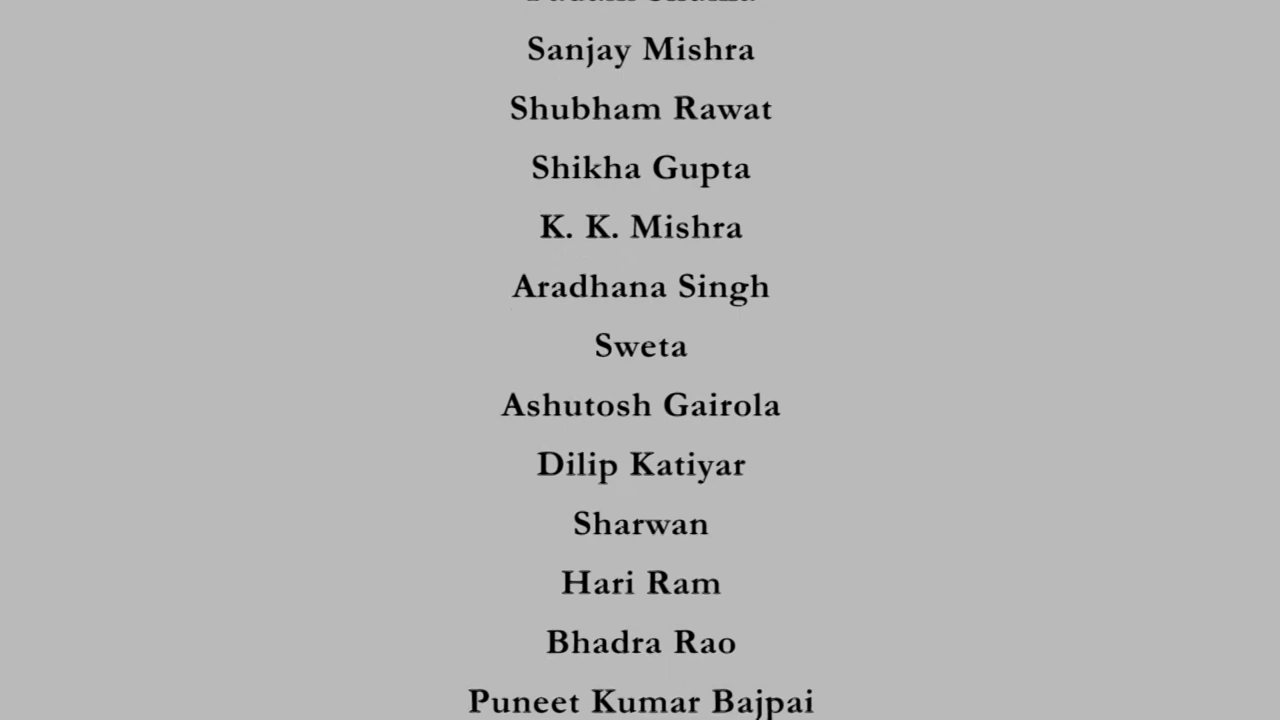 Sanjay Mishra
Shubham Rawat
Shikha Gupta
K. K. Mishra
Aradhana Singh
Sweta
Ashutosh Gairola
Dilip Katiyar
Sharwan
Hari Ram
Bhadra Rao
Puneet Kumar Bajpai